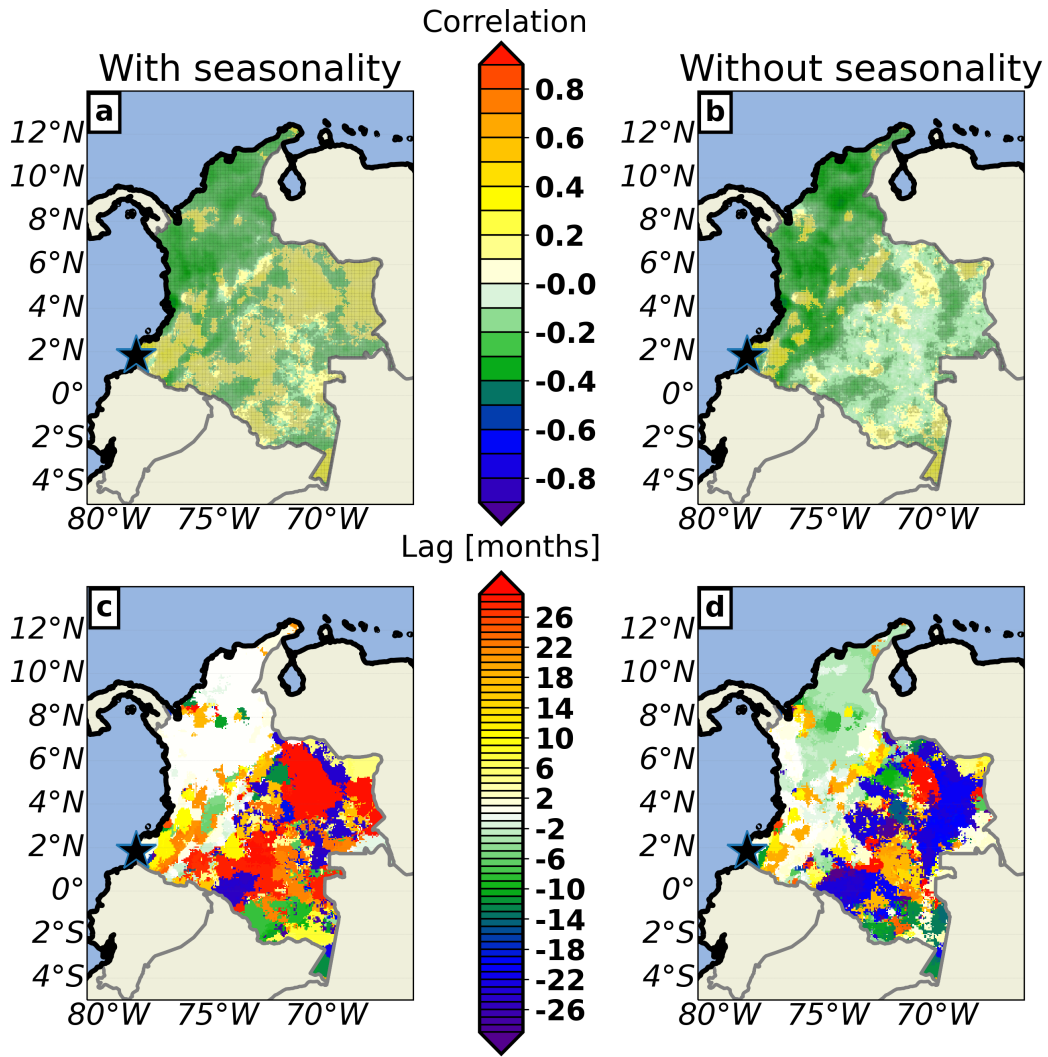 Correlation
With seasonality
Without seasonality
a
12°N
10°N
8°N
6°N
4°N
2°N
0°
2°S
4°S
80°W 75°W 70°W
0.8
0.6
0.4
0.2
-0.0
-0.2
-0.4
-0.6
-0.8
b
12°N
10°N
8°N
6°N
4°N
2°N
0°
2°S
4°S
80°W 75°W 70°W
Lag [months]
c
12°N
10°N
8°N
6°N
4°N
2°N
0°
2°S
4°S
80°W 75°W 70°W
26
22
18
14
10
6
2
-2
-6
-10
-14
-18
-22
-26
d
12°N
10°N
8°N
6°N
4°N
2°N
0°
2°S
4°S
80°W 75°W 70°W